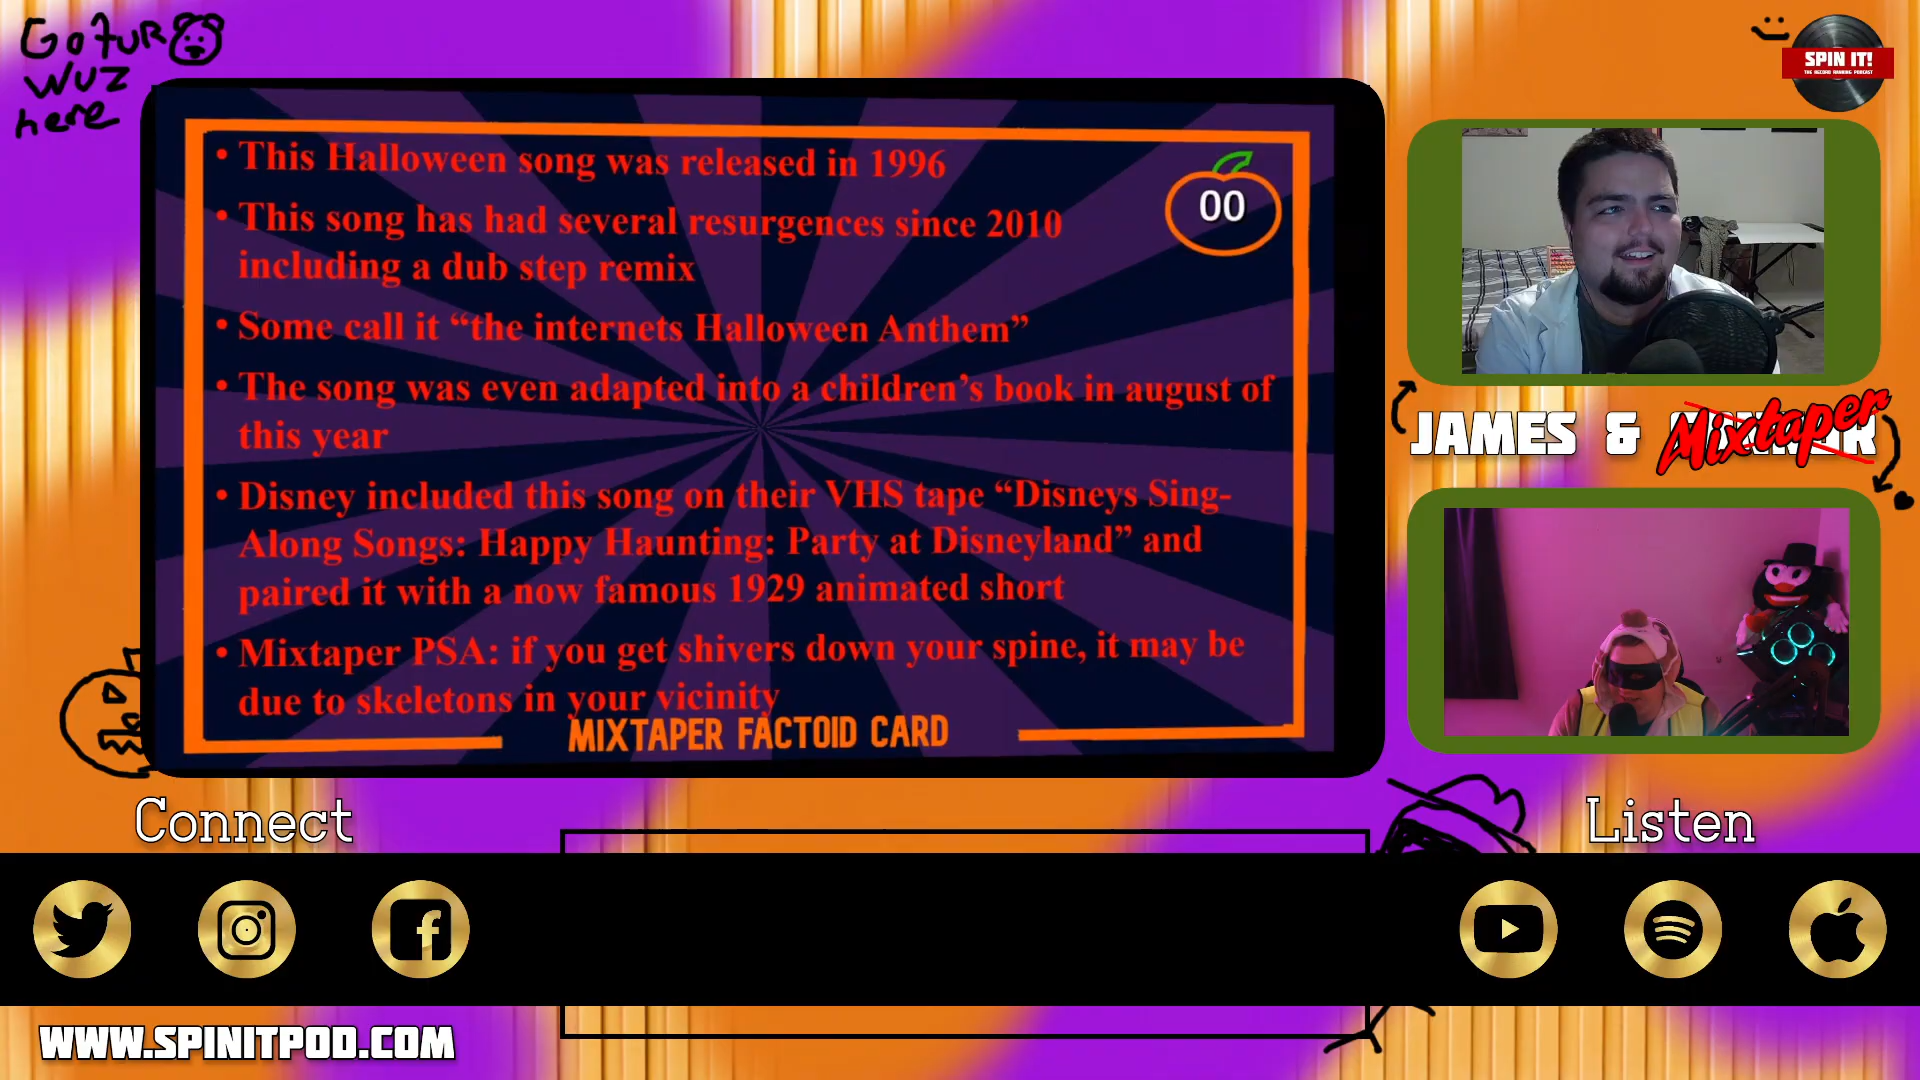 Gofur
wuz
here
SPIN IT!
THE RECORD RANKING PODCAST
• This Halloween song was released in 1996
00
• This song has had several resurgences since 2010
including a dub step remix
• Some call it “the internets Halloween Anthem”
• The song was even adapted into a children’s book in august of
this year
• Disney included this song on their VHS tape “Disneys Sing-
Along Songs: Happy Haunting: Party at Disneyland” and
paired it with a now famous 1929 animated short
• Mixtaper PSA: if you get shivers down your spine, it may be
due to skeletons in your vicinity
MIXTAPER FACTOID CARD
JAMES & Mixtaper
Connect
Listen
WWW.SPINITPOD.COM